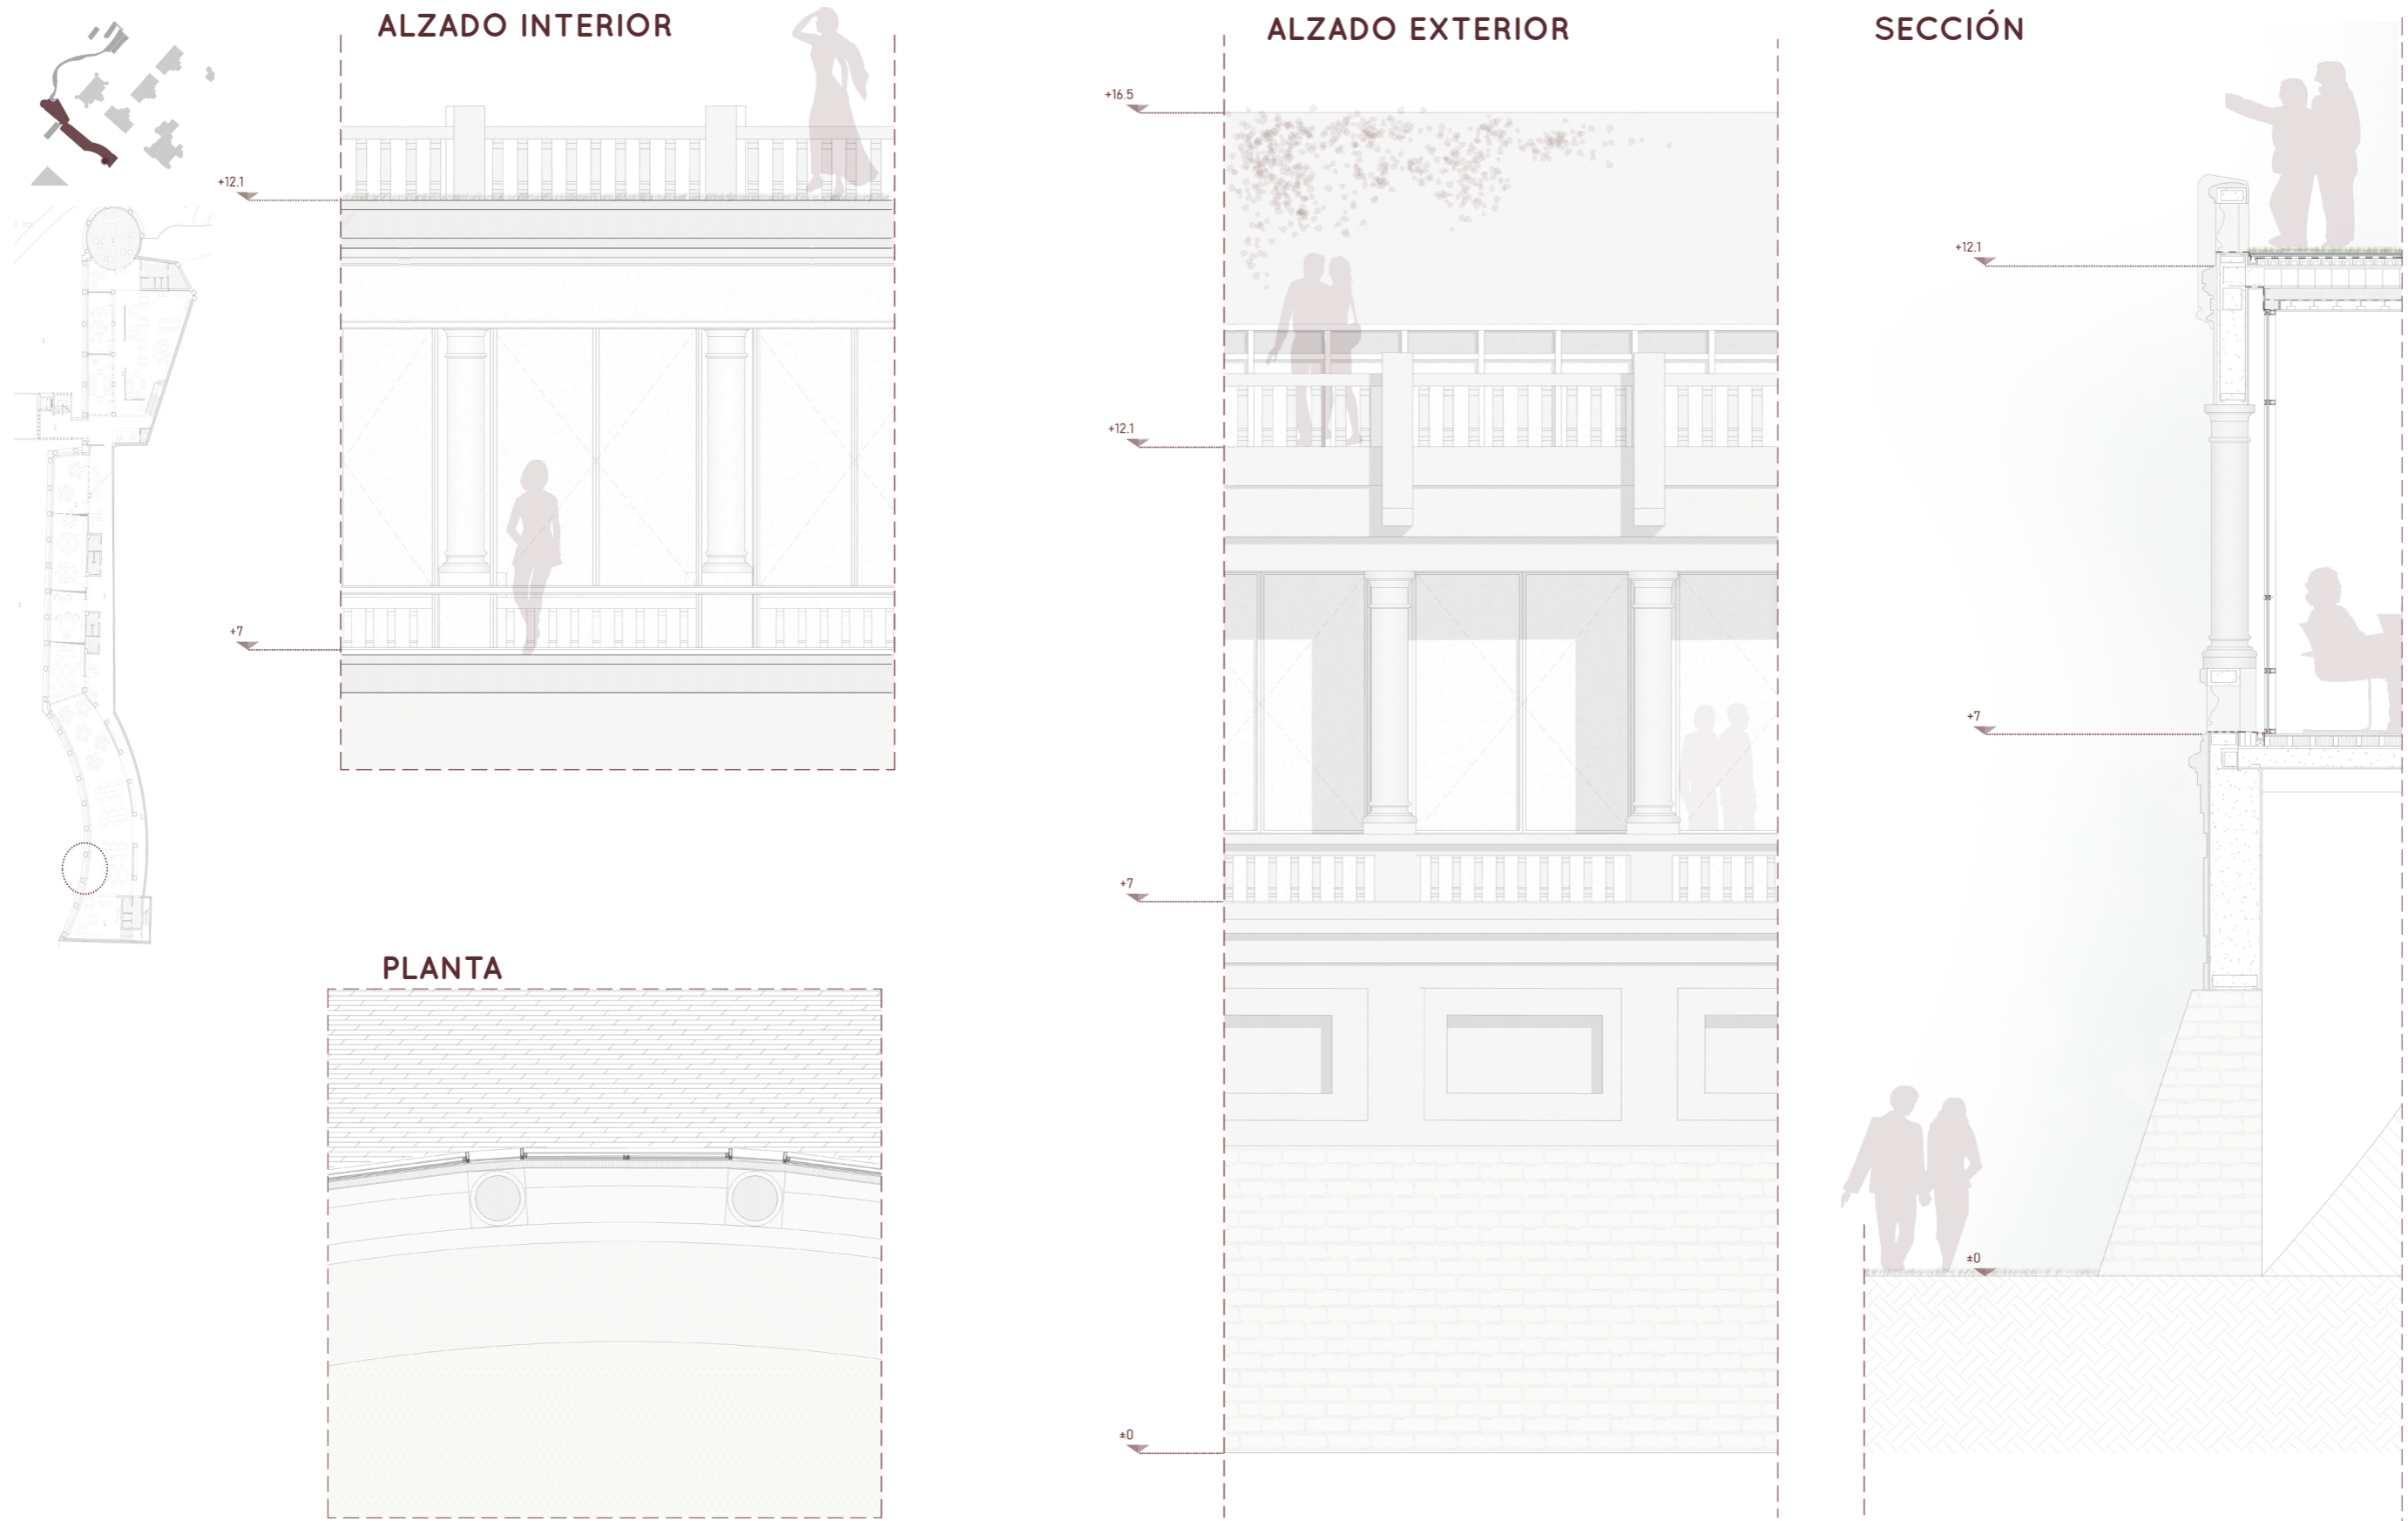 ALZADO INTERIOR
+12.1
+7
PLANTA
ALZADO EXTERIOR
+16.5
+12.1
+7
±0
SECCIÓN
+12.1
+7
±0